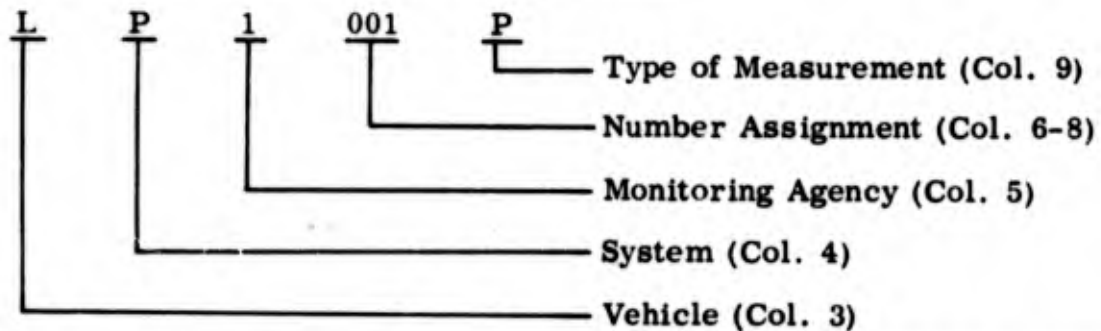 L P 1 001 P
Type of Measurement (Col. 9)
Number Assignment (Col. 6-8)
Monitoring Agency (Col. 5)
System (Col. 4)
Vehicle (Col. 3)